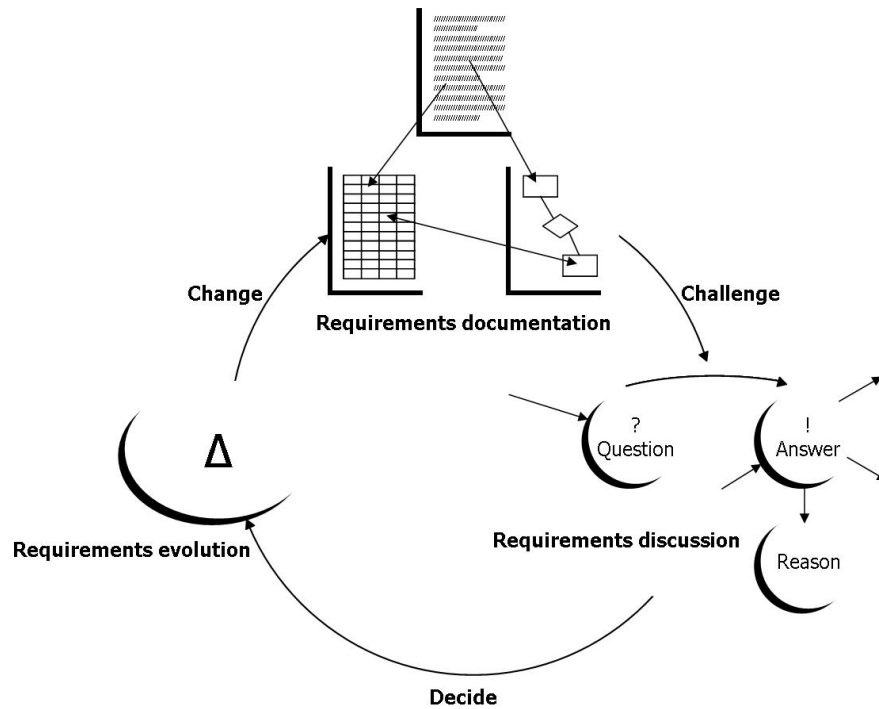 Change
Challenge
Requirements documentation
?
Question
!
Answer
Δ
Requirements evolution
Requirements discussion
Reason
Decide